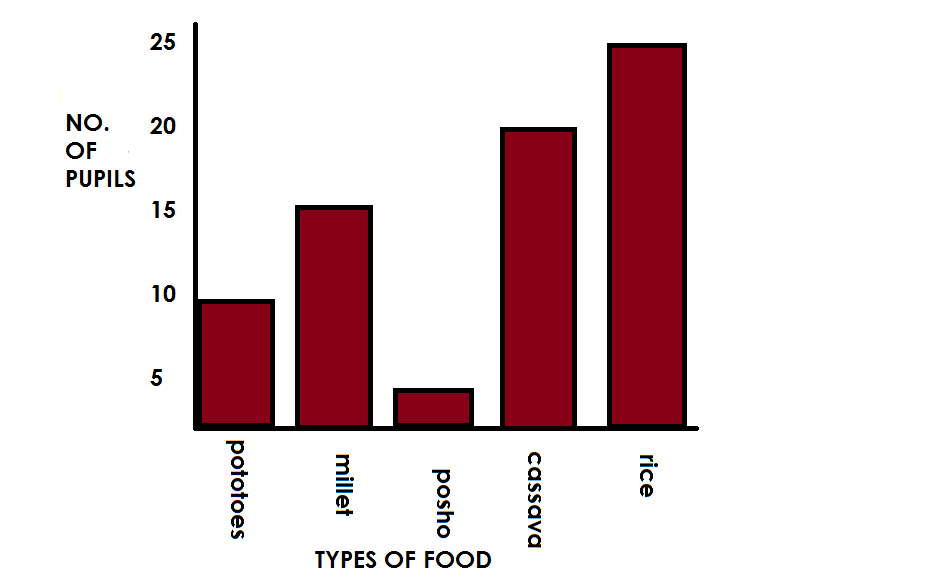 25
NO.
OF
PUPILS
20
15
10
5
pototoes
millet
posho
cassava
rice
TYPES OF FOOD